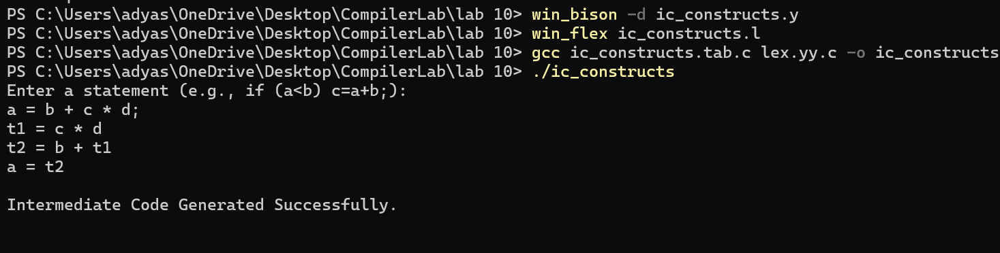 PS C:\Users\adyas\OneDrive\Desktop\CompilerLab\lab 10> win_bison -d ic_constructs.y
PS C:\Users\adyas\OneDrive\Desktop\CompilerLab\lab 10> win_flex ic_constructs.l
PS C:\Users\adyas\OneDrive\Desktop\CompilerLab\lab 10> gcc ic_constructs.tab.c lex.yy.c -o ic_constructs
PS C:\Users\adyas\OneDrive\Desktop\CompilerLab\lab 10> ./ic_constructs
Enter a statement (e.g., if (a<b) c=a+b;):
a = b + c * d;
t1 = c * d
t2 = b + t1
a = t2
Intermediate Code Generated Successfully.